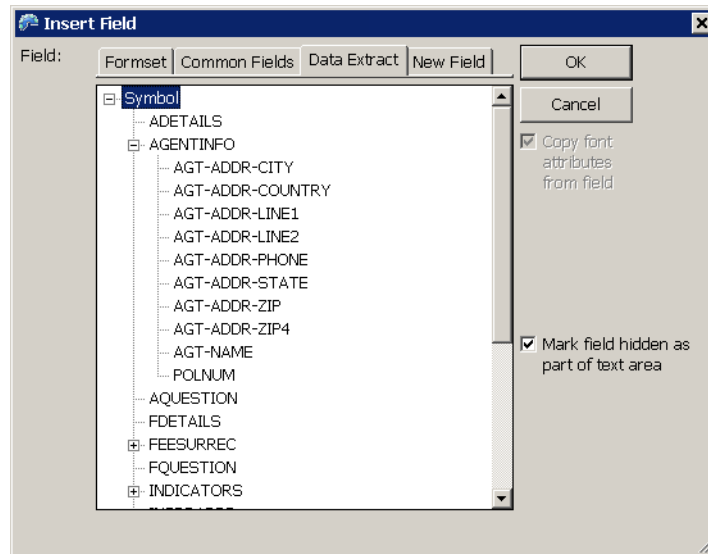 Insert Field
Field:
Formset Common Fields Data Extract New Field
OK
Cancel
Copy font
attributes
from field
Mark field hidden as
part of text area
Symbol
ADETAILS
AGENTINFO
AGT-ADDR-CITY
AGT-ADDR-COUNTRY
AGT-ADDR-LINE1
AGT-ADDR-LINE2
AGT-ADDR-PHONE
AGT-ADDR-STATE
AGT-ADDR-ZIP
AGT-ADDR-ZIP4
AGT-NAME
POLNUM
AQUESTION
FDETAILS
FEESURREC
FQUESTION
INDICATORS